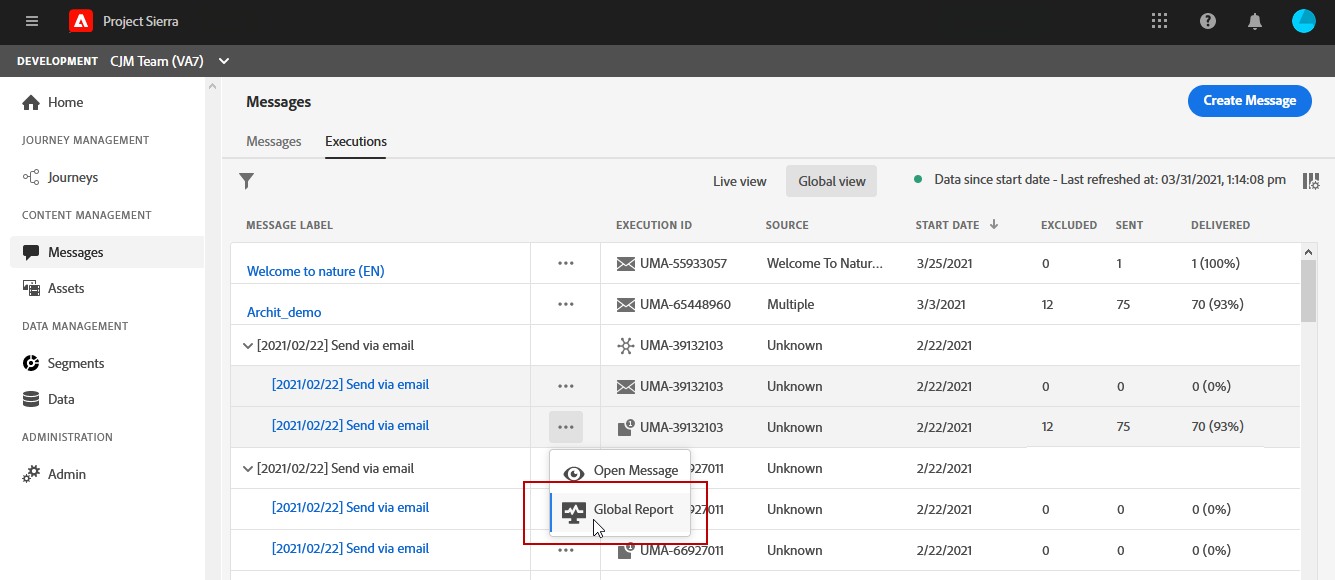 Project Sierra
DEVELOPMENT CJM Team (VA7)
Home
JOURNEY MANAGEMENT
Journeys
CONTENT MANAGEMENT
Messages
Assets
DATA MANAGEMENT
Segments
Data
ADMINISTRATION
Admin
Messages
Create Message
Messages Executions
Live view Global view Data since start date - Last refreshed at: 03/31/2021, 1:14:08 pm
MESSAGE LABEL EXECUTION ID SOURCE START DATE EXCLUDED SENT DELIVERED
Welcome to nature (EN) ... UMA-55933057 Welcome To Natur... 3/25/2021 0 1 1 (100%)
Archit_demo ... UMA-65448960 Multiple 3/3/2021 12 75 70 (93%)
[2021/02/22] Send via email UMA-39132103 Unknown 2/22/2021
[2021/02/22] Send via email ... UMA-39132103 Unknown 2/22/2021 0 0 0 (0%)
[2021/02/22] Send via email ... UMA-39132103 Unknown 2/22/2021 12 75 70 (93%)
[2021/02/22] Send via email 927011 Unknown 2/22/2021
Open Message
[2021/02/22] Send via email 927011 Unknown 2/22/2021 0 0 0 (0%)
Global Report
[2021/02/22] Send via email ... UMA-66927011 Unknown 2/22/2021 0 0 0 (0%)